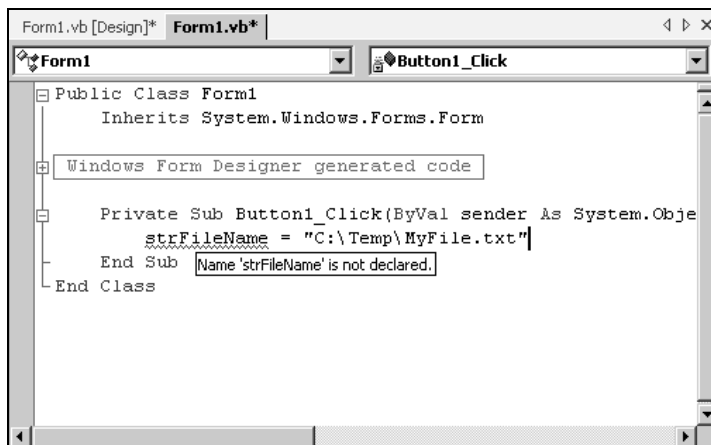 Form1.vb [Design]* Form1.vb*
Form1 Button1_Click
Public Class Form1
Inherits System.Windows.Forms.Form
Windows Form Designer generated code
Private Sub Button1_Click(ByVal sender As System.Obje
strFileName = "C:\Temp\MyFile.txt"
End Sub Name 'strFileName' is not declared.
End Class